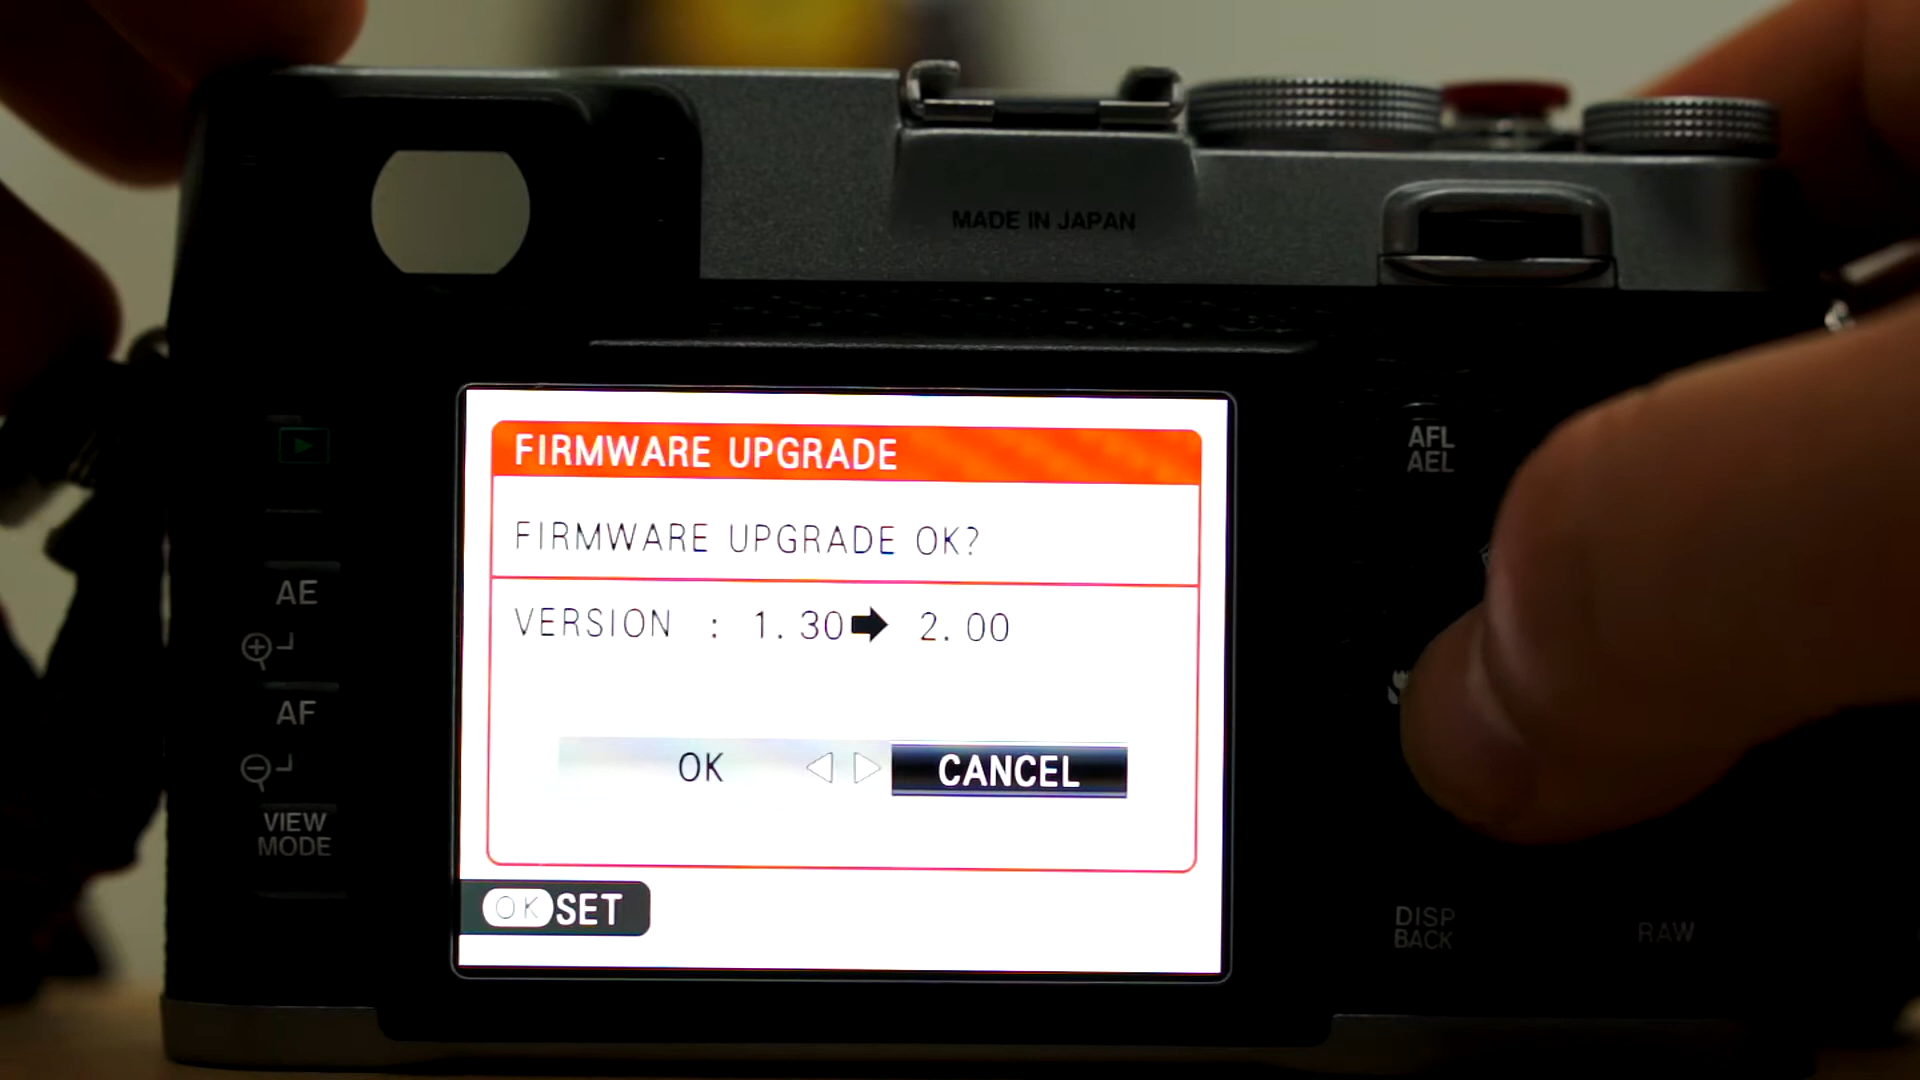 MADE IN JAPAN
FIRMWARE UPGRADE
FIRMWARE UPGRADE OK?
VERSION : 1.30➡ 2.00
OK ◁ ▷ CANCEL
OK SET
AE
AF
VIEW
MODE
AFL
AEL
DISP
BACK
RAW